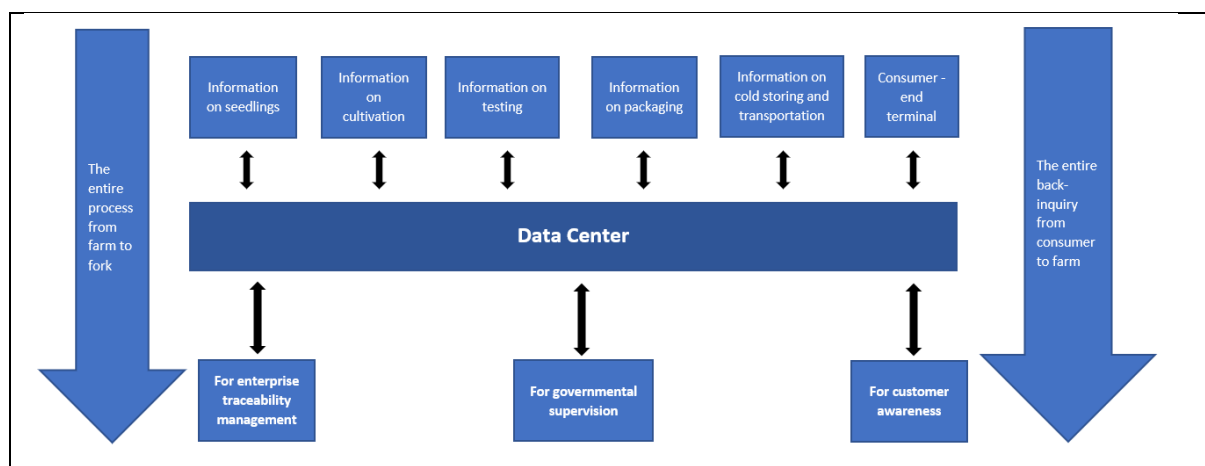 The
entire
process
from
farm to
fork
Information
on seedlings
Information
on
cultivation
Information on
testing
Information
on packaging
Information on
cold storing and
transportation
Consumer -
end
terminal
The entire
back-
inquiry
from
consumer
to farm
Data Center
For enterprise
traceability
management
For governmental
supervision
For customer
awareness